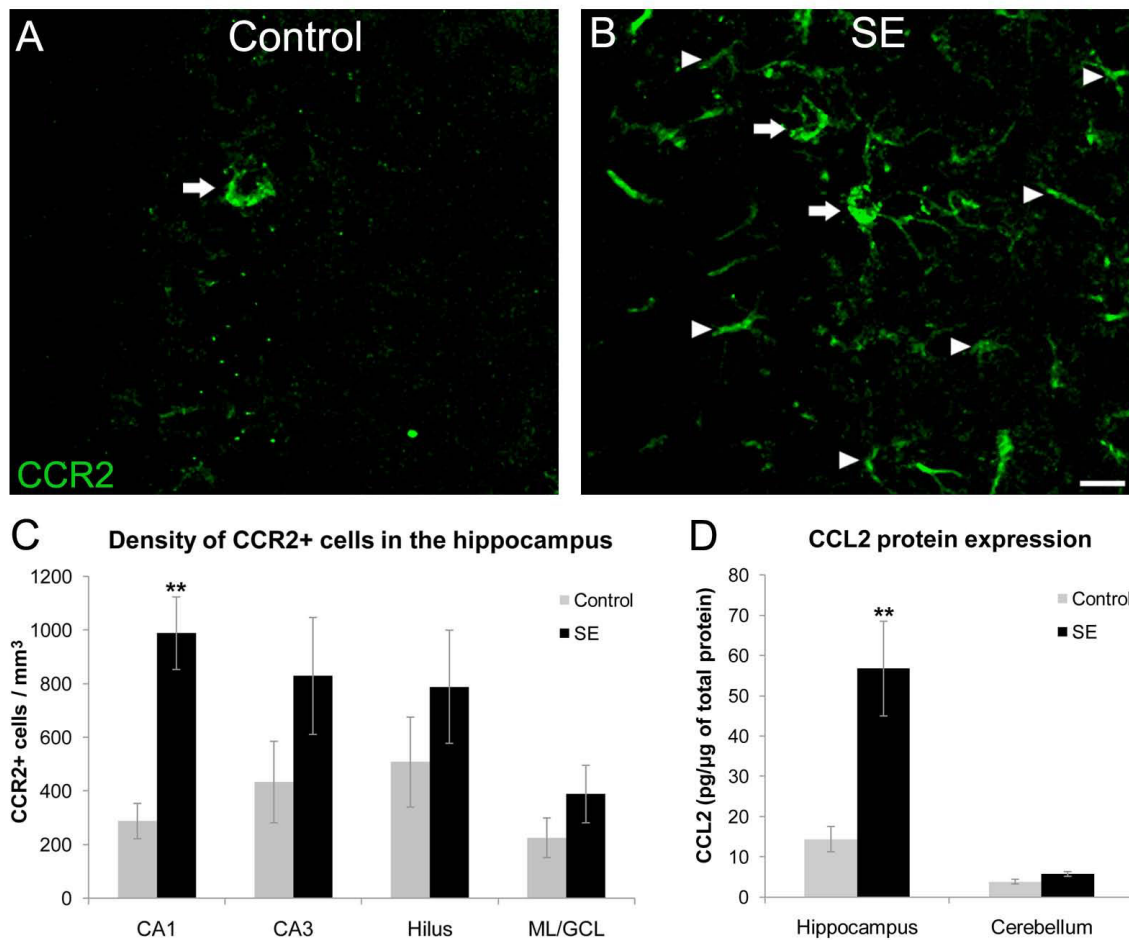 A
Control
CCR2
B
SE
C
Density of CCR2+ cells in the hippocampus
CCR2+ cells / mm³
1200
1000
800
600
400
200
0
**
Control
SE
CA1
CA3
Hilus
ML/GCL
D
CCL2 protein expression
CCL2 (pg/µg of total protein)
80
70
60
50
40
30
20
10
0
**
Control
SE
Hippocampus
Cerebellum